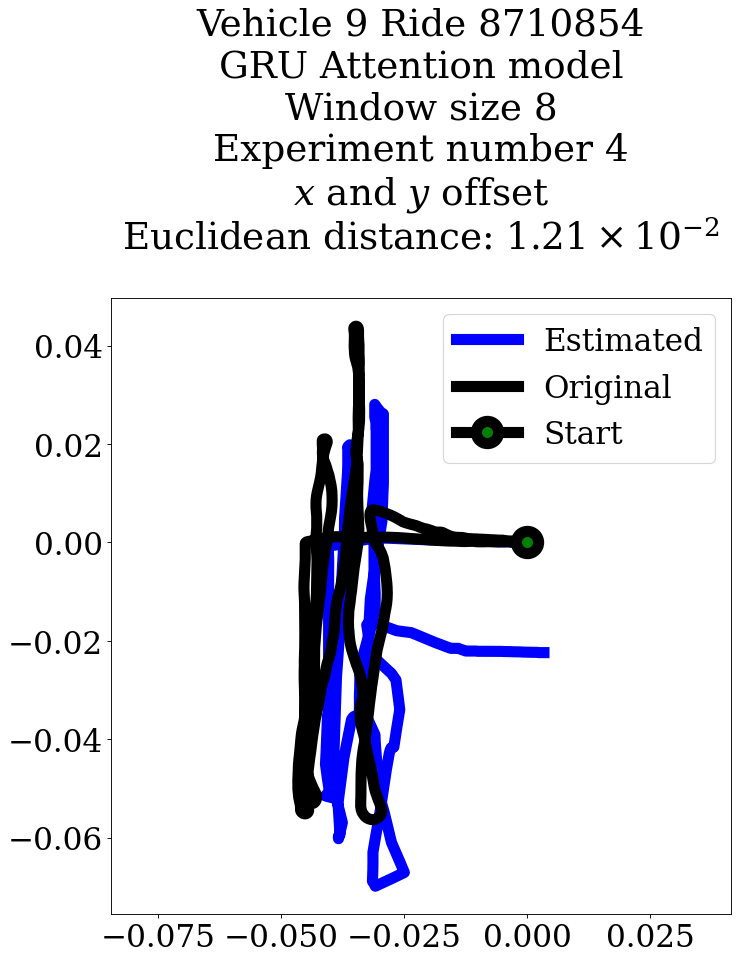 Vehicle 9 Ride 8710854
GRU Attention model
Window size 8
Experiment number 4
x and y offset
Euclidean distance: 1.21 × 10⁻²
Estimated
Original
Start
0.04
0.02
0.00
−0.02
−0.04
−0.06
−0.075 −0.050 −0.025 0.000 0.025